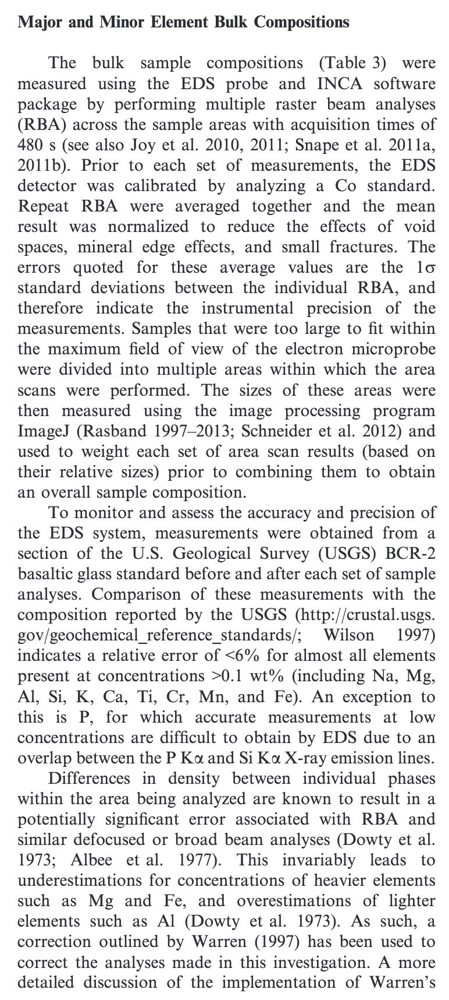 Major and Minor Element Bulk Compositions
The bulk sample compositions (Table 3) were
measured using the EDS probe and INCA software
package by performing multiple raster beam analyses
(RBA) across the sample areas with acquisition times of
480 s (see also Joy et al. 2010, 2011; Snape et al. 2011a,
2011b). Prior to each set of measurements, the EDS
detector was calibrated by analyzing a Co standard.
Repeat RBA were averaged together and the mean
result was normalized to reduce the effects of void
spaces, mineral edge effects, and small fractures. The
errors quoted for these average values are the 1σ
standard deviations between the individual RBA, and
therefore indicate the instrumental precision of the
measurements. Samples that were too large to fit within
the maximum field of view of the electron microprobe
were divided into multiple areas within which the area
scans were performed. The sizes of these areas were
then measured using the image processing program
ImageJ (Rasband 1997–2013; Schneider et al. 2012) and
used to weight each set of area scan results (based on
their relative sizes) prior to combining them to obtain
an overall sample composition.
To monitor and assess the accuracy and precision of
the EDS system, measurements were obtained from a
section of the U.S. Geological Survey (USGS) BCR-2
basaltic glass standard before and after each set of sample
analyses. Comparison of these measurements with the
composition reported by the USGS (http://crustal.usgs.
gov/geochemical_reference_standards/; Wilson 1997)
indicates a relative error of <6% for almost all elements
present at concentrations >0.1 wt% (including Na, Mg,
Al, Si, K, Ca, Ti, Cr, Mn, and Fe). An exception to
this is P, for which accurate measurements at low
concentrations are difficult to obtain by EDS due to an
overlap between the P Kα and Si Kα X-ray emission lines.
Differences in density between individual phases
within the area being analyzed are known to result in a
potentially significant error associated with RBA and
similar defocused or broad beam analyses (Dowty et al.
1973; Albee et al. 1977). This invariably leads to
underestimations for concentrations of heavier elements
such as Mg and Fe, and overestimations of lighter
elements such as Al (Dowty et al. 1973). As such, a
correction outlined by Warren (1997) has been used to
correct the analyses made in this investigation. A more
detailed discussion of the implementation of Warren's